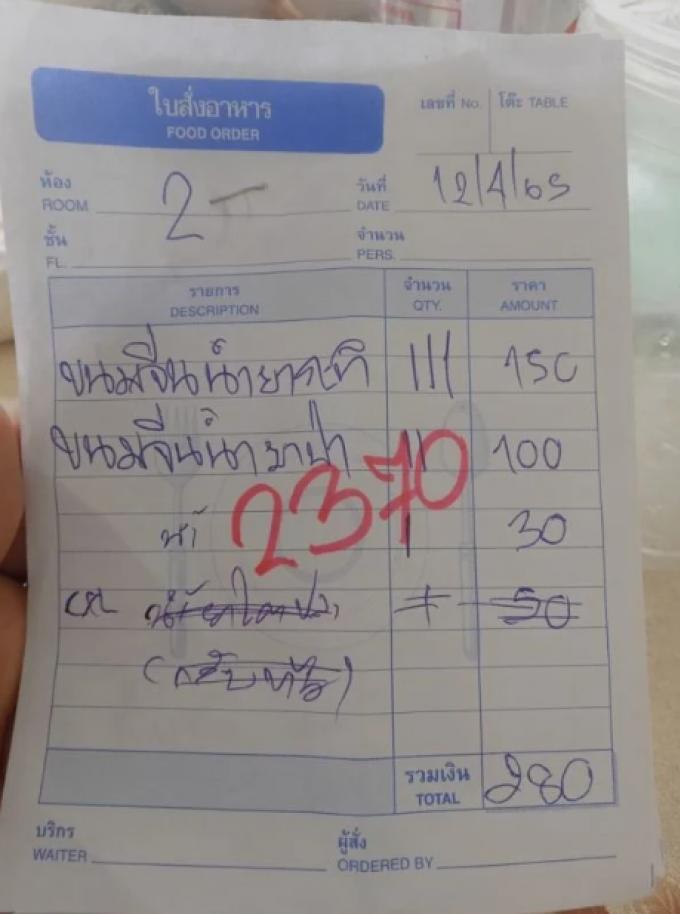 ใบสั่งอาหาร
FOOD ORDER
เลขที่ No. โต๊ะ TABLE
ห้อง
ROOM 2
วันที่
DATE 12/4/65
ชั้น
FL.
จำนวน
PERS.
รายการ
DESCRIPTION
จำนวน
QTY.
ราคา
AMOUNT
ขนมจีนน้ำยากะทิ ||| 150
ขนมจีนน้ำยาป่า || 100
2370
น้ำ | 30
50
รวมเงิน
TOTAL 280
บริกร
WAITER
ผู้สั่ง
ORDERED BY